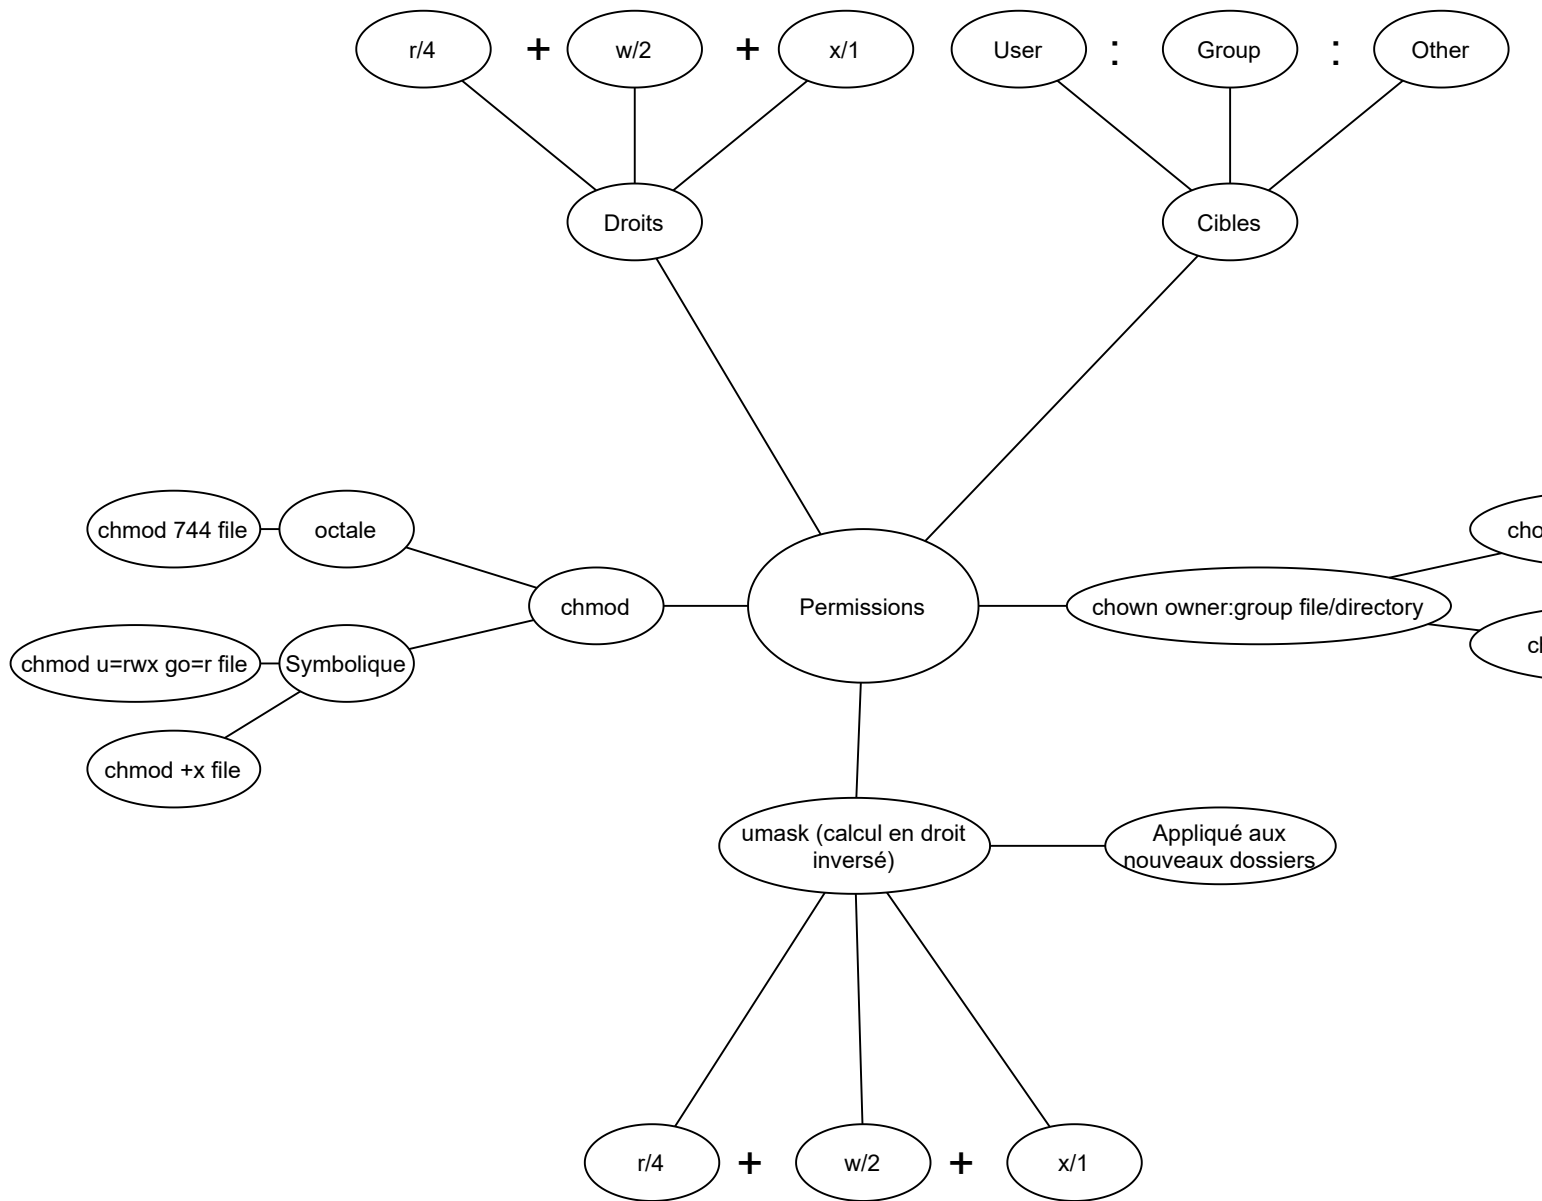 r/4 + w/2 + x/1 User : Group : Other
Droits Cibles
chmod 744 file octale
chmod Permissions chown owner:group file/directory
chmod u=rwx go=r file Symbolique
chmod +x file
umask (calcul en droit
inversé)
Appliqué aux
nouveaux dossiers
r/4 + w/2 + x/1